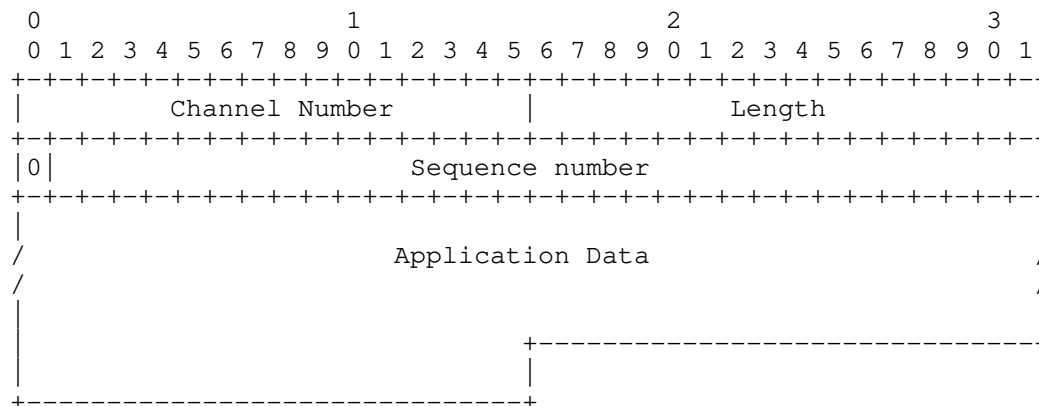 0 1 2 3
0 1 2 3 4 5 6 7 8 9 0 1 2 3 4 5 6 7 8 9 0 1 2 3 4 5 6 7 8 9 0 1
Channel Number Length
0 Sequence number
Application Data